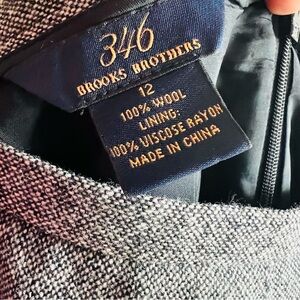 346
BROOKS BROTHERS
12
100% WOOL
LINING:
100% VISCOSE RAYON
MADE IN CHINA